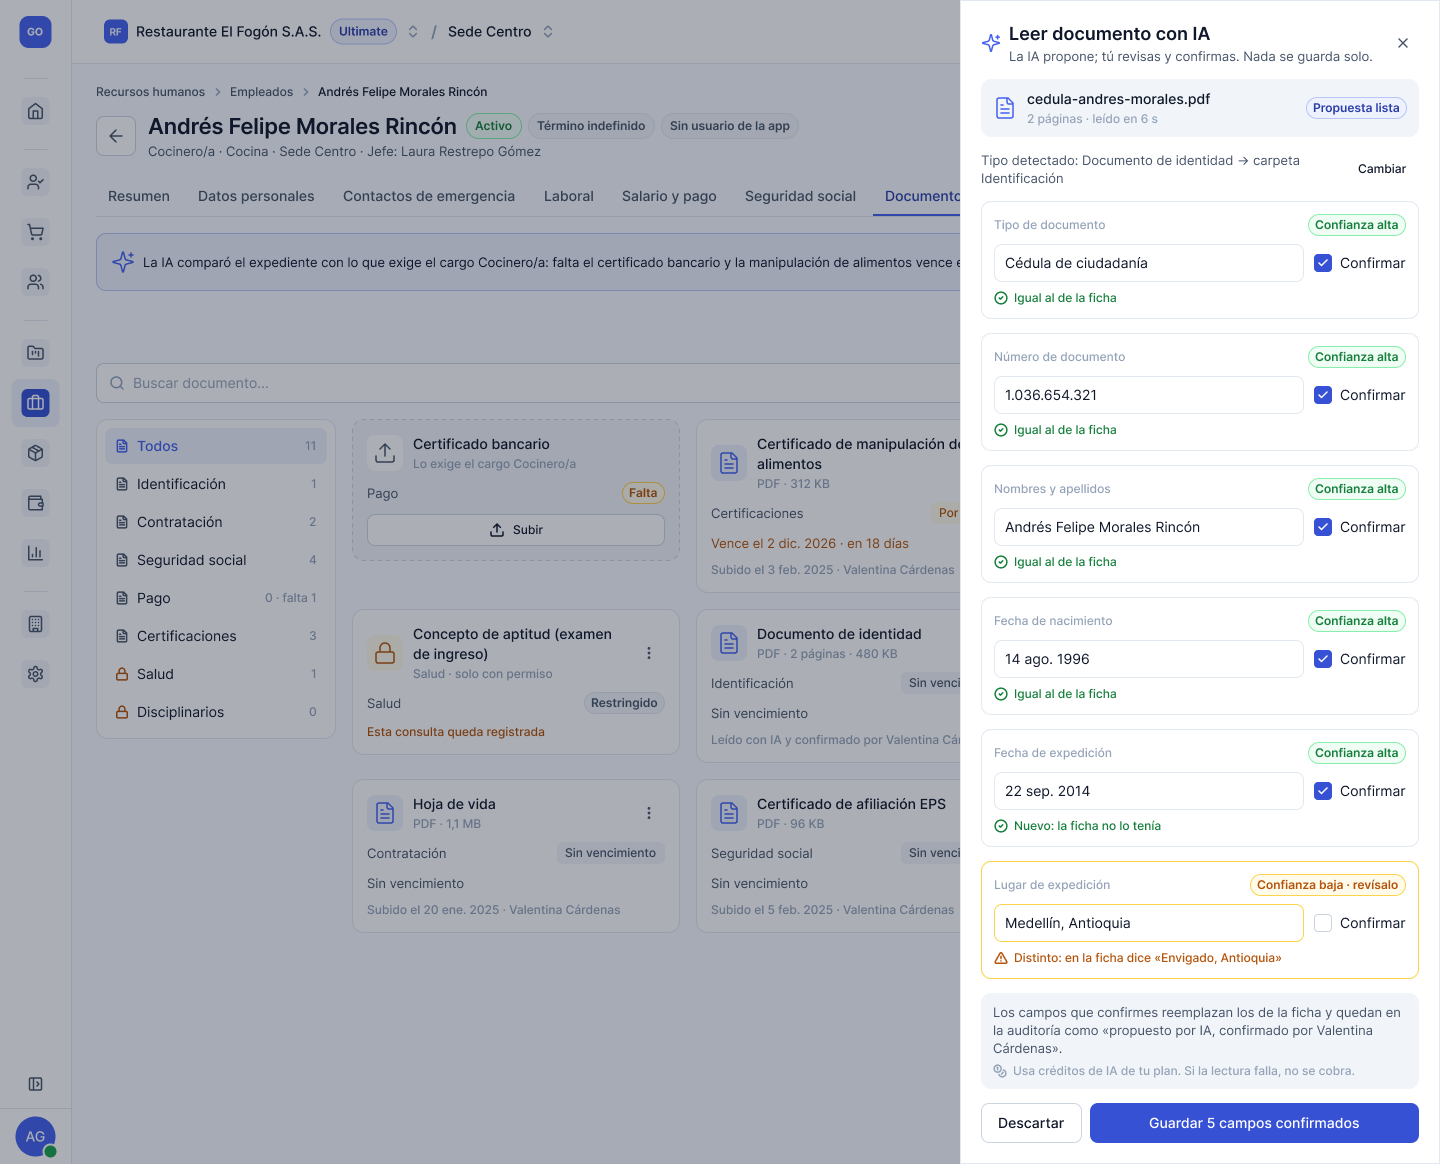 GO
RF
Restaurante El Fogón S.A.S.
Ultimate
/
Sede Centro
Recursos humanos
Empleados
Andrés Felipe Morales Rincón
Andrés Felipe Morales Rincón
Activo
Término indefinido
Sin usuario de la app
Cocinero/a · Cocina · Sede Centro · Jefe: Laura Restrepo Gómez
Resumen
Datos personales
Contactos de emergencia
Laboral
Salario y pago
Seguridad social
Documento
La IA comparó el expediente con lo que exige el cargo Cocinero/a: falta el certificado bancario y la manipulación de alimentos vence e
Buscar documento...
Todos 11
Identificación 1
Contratación 2
Seguridad social 4
Pago 0 · falta 1
Certificaciones 3
Salud 1
Disciplinarios 0
Certificado bancario
Lo exige el cargo Cocinero/a
Pago
Falta
Subir
Certificado de manipulación de
alimentos
PDF · 312 KB
Certificaciones
Por
Vence el 2 dic. 2026 · en 18 días
Subido el 3 feb. 2025 · Valentina Cárdenas
Concepto de aptitud (examen
de ingreso)
Salud · solo con permiso
Salud
Restringido
Esta consulta queda registrada
Documento de identidad
PDF · 2 páginas · 480 KB
Identificación
Sin venci
Sin vencimiento
Leído con IA y confirmado por Valentina Cá
Hoja de vida
PDF · 1,1 MB
Contratación
Sin vencimiento
Sin vencimiento
Subido el 20 ene. 2025 · Valentina Cárdenas
Certificado de afiliación EPS
PDF · 96 KB
Seguridad social
Sin venci
Sin vencimiento
Subido el 5 feb. 2025 · Valentina Cárdenas
AG
Leer documento con IA
La IA propone; tú revisas y confirmas. Nada se guarda solo.
cedula-andres-morales.pdf
2 páginas · leído en 6 s
Propuesta lista
Tipo detectado: Documento de identidad → carpeta
Identificación
Cambiar
Tipo de documento
Confianza alta
Cédula de ciudadanía
Confirmar
Igual al de la ficha
Número de documento
Confianza alta
1.036.654.321
Confirmar
Igual al de la ficha
Nombres y apellidos
Confianza alta
Andrés Felipe Morales Rincón
Confirmar
Igual al de la ficha
Fecha de nacimiento
Confianza alta
14 ago. 1996
Confirmar
Igual al de la ficha
Fecha de expedición
Confianza alta
22 sep. 2014
Confirmar
Nuevo: la ficha no lo tenía
Lugar de expedición
Confianza baja · revísalo
Medellín, Antioquia
Confirmar
Distinto: en la ficha dice «Envigado, Antioquia»
Los campos que confirmes reemplazan los de la ficha y quedan en
la auditoría como «propuesto por IA, confirmado por Valentina
Cárdenas».
Usa créditos de IA de tu plan. Si la lectura falla, no se cobra.
Descartar
Guardar 5 campos confirmados